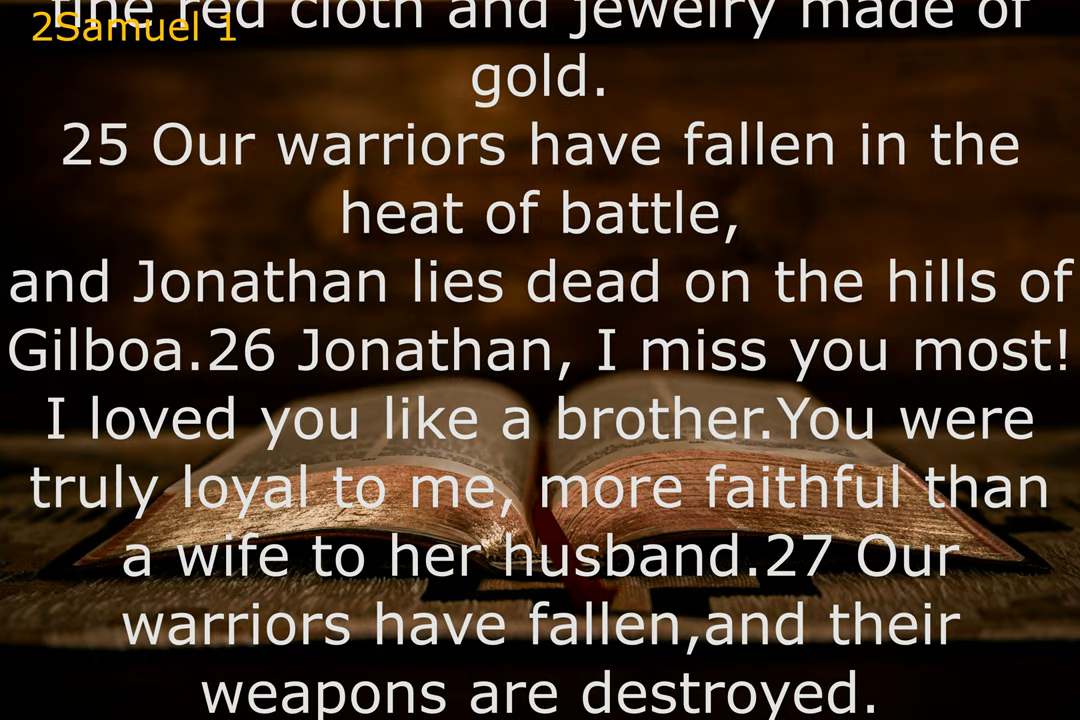 fine red cloth and jewelry made of
2Samuel 1
gold.
25 Our warriors have fallen in the
heat of battle,
and Jonathan lies dead on the hills of
Gilboa.26 Jonathan, I miss you most!
I loved you like a brother.You were
truly loyal to me, more faithful than
a wife to her husband.27 Our
warriors have fallen,and their
weapons are destroyed.